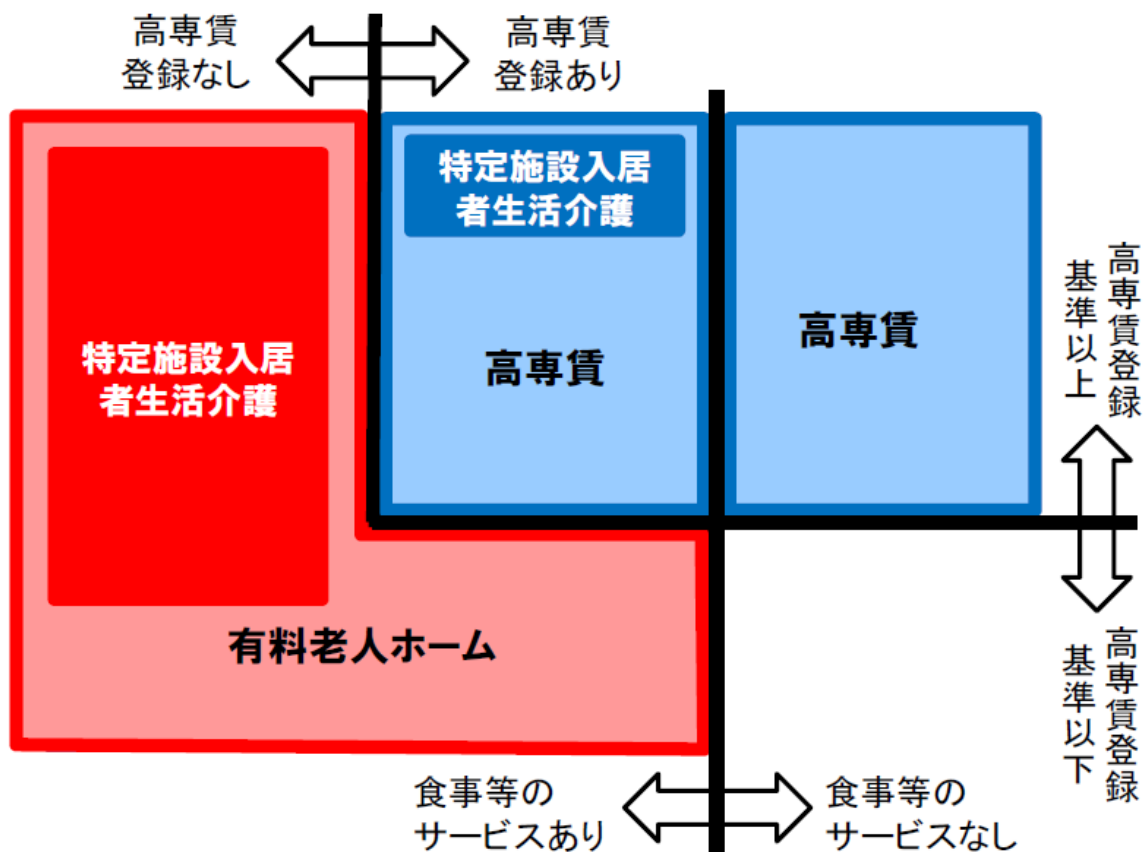 高専賃
登録なし
高専賃
登録あり
特定施設入居
者生活介護
特定施設入居
者生活介護
高専賃
高専賃
高専賃登録
基準以上
有料老人ホーム
高専賃登録
基準以下
食事等の
サービスあり
食事等の
サービスなし